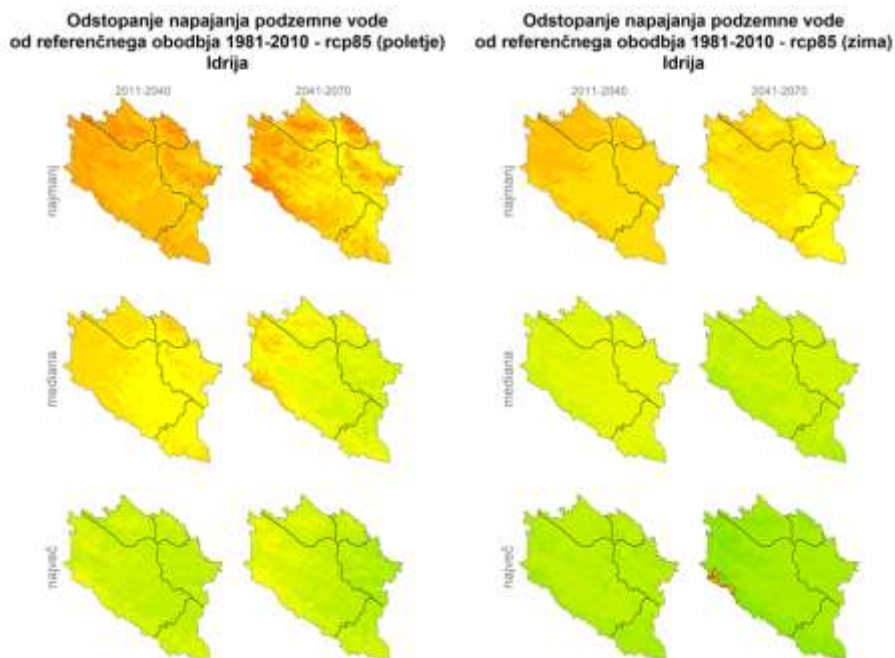 Odstopanje napajanja podzemne vode
od referenčnega obodbja 1981-2010 - rcp85 (poletje)
Idrija
2011-2040
2041-2070
najmanj
mediana
največ
Odstopanje napajanja podzemne vode
od referenčnega obodbja 1981-2010 - rcp85 (zima)
Idrija
2011-2040
2041-2070
najmanj
mediana
največ